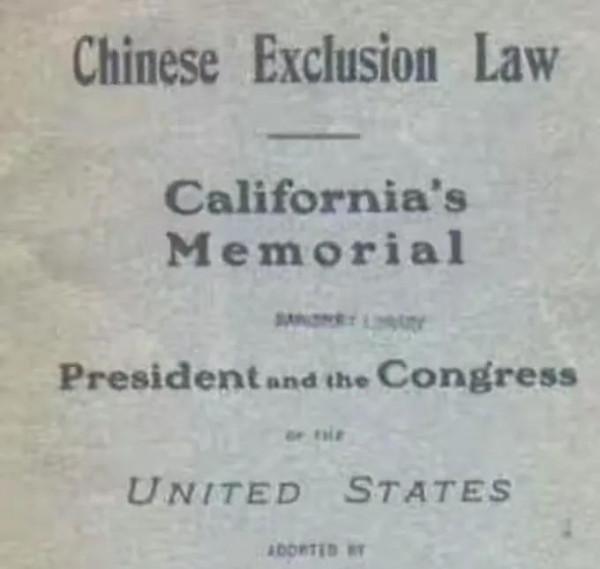 Chinese Exclusion Law
California's
Memorial
President and the Congress
OF THE
UNITED STATES
ADOPTED BY